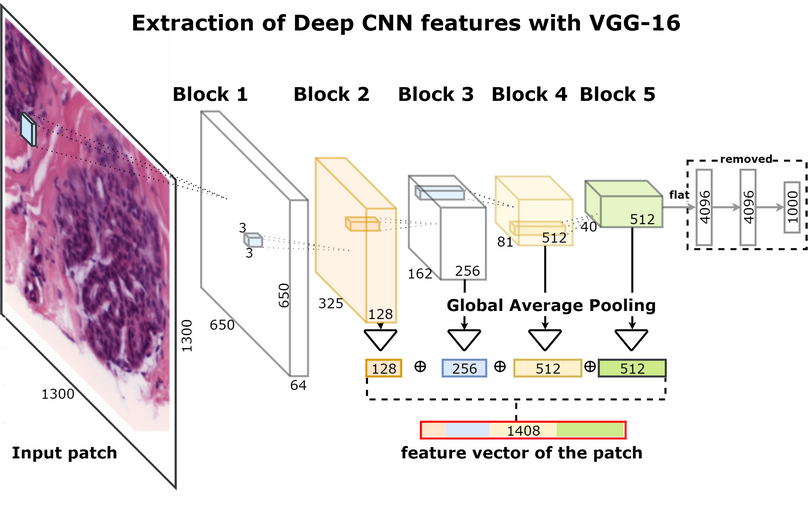 Extraction of Deep CNN features with VGG-16
Block 1
Block 2
Block 3
Block 4
Block 5
removed
flat
4096
4096
1000
3
3
650
650
64
325
128
162
256
81
512
40
512
1300
1300
Global Average Pooling
128
⊕
256
⊕
512
⊕
512
1408
Input patch
feature vector of the patch